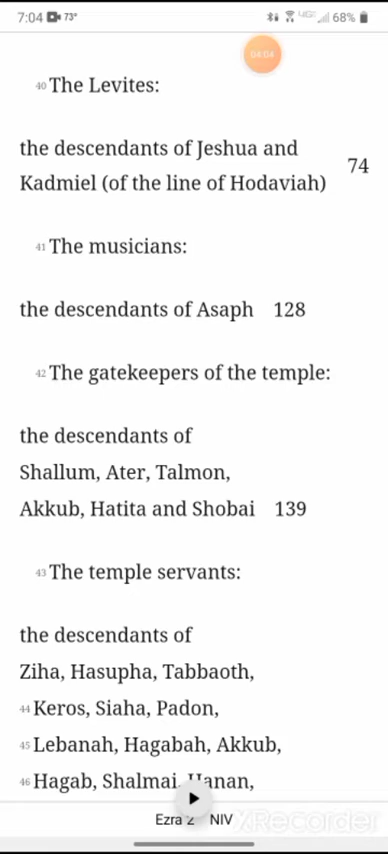 7:04 73° 4G 68%
04:04
40 The Levites:
the descendants of Jeshua and
Kadmiel (of the line of Hodaviah) 74
41 The musicians:
the descendants of Asaph 128
42 The gatekeepers of the temple:
the descendants of
Shallum, Ater, Talmon,
Akkub, Hatita and Shobai 139
43 The temple servants:
the descendants of
Ziha, Hasupha, Tabbaoth,
44 Keros, Siaha, Padon,
45 Lebanah, Hagabah, Akkub,
46 Hagab, Shalmai, Hanan,
Ezra 2 NIV
XRecorder